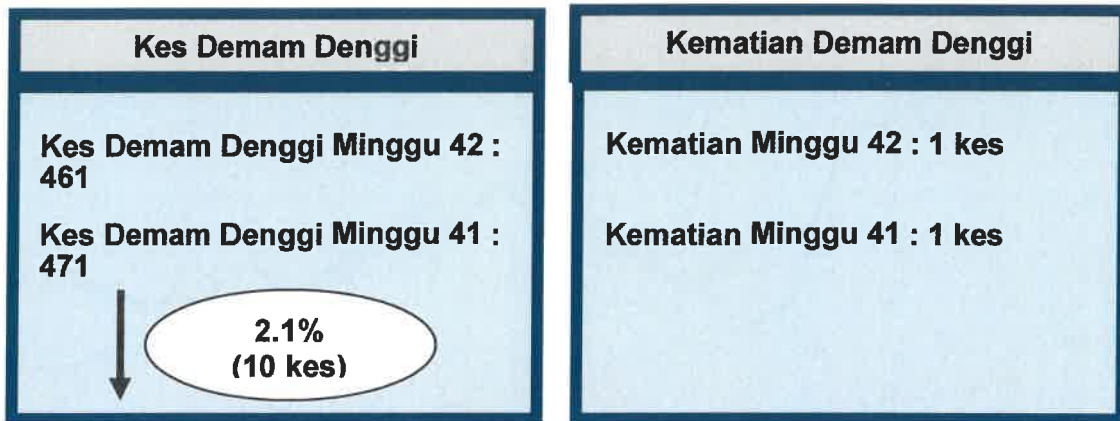 Kes Demam Denggi
Kes Demam Denggi Minggu 42 :
461
Kes Demam Denggi Minggu 41 :
471
2.1%
(10 kes)
Kematian Demam Denggi
Kematian Minggu 42 : 1 kes
Kematian Minggu 41 : 1 kes